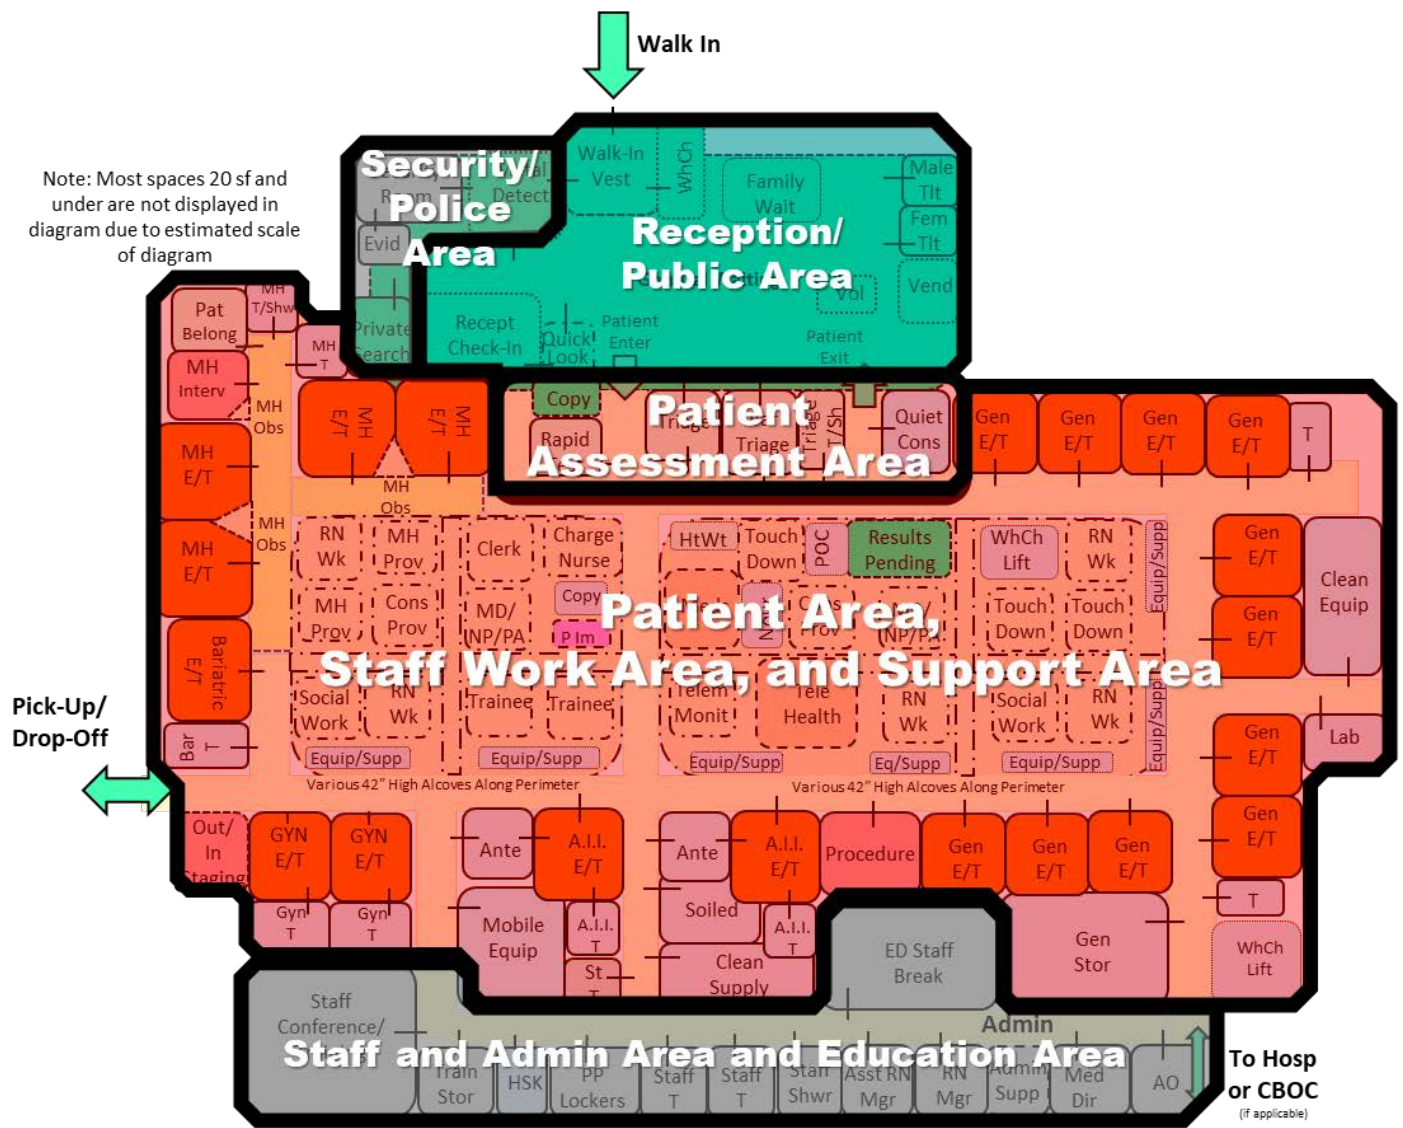 Walk In
Note: Most spaces 20 sf and
under are not displayed in
diagram due to estimated scale
of diagram
Security/
Police
Area
Room
Detect
Evid
Private
Search
Walk-In
Vest
WhCh
Family
Wait
Male
Tlt
Fem
Tlt
Vend
Vol
Reception/
Public Area
Recept
Check-In
Quick
Look
Patient
Enter
Patient
Exit
Pat
Belong
MH
T/Shw
MH
T
MH
Interv
MH
Obs
MH
E/T
MH
E/T
MH
E/T
MH
Obs
MH
Obs
MH
E/T
Bariatric
E/T
Bar
T
Copy
Rapid
Triage
Triage
Triage
T/Sh
Quiet
Cons
Patient
Assessment Area
Gen
E/T
Gen
E/T
Gen
E/T
Gen
E/T
T
RN
Wk
MH
Prov
Clerk
Charge
Nurse
HtWt
Touch
Down
POC
Results
Pending
WhCh
Lift
RN
Wk
Equip/Supp
Gen
E/T
Clean
Equip
MH
Prov
Cons
Prov
MD/
NP/PA
Copy
P Im
Prov
NP/PA
Touch
Down
Touch
Down
Gen
E/T
Patient Area,
Staff Work Area, and Support Area
Social
Work
RN
Wk
Trainee
Trainee
Telem
Monit
Tele
Health
RN
Wk
Social
Work
RN
Wk
Equip/Supp
Gen
E/T
Lab
Equip/Supp
Equip/Supp
Equip/Supp
Eq/Supp
Equip/Supp
Various 42" High Alcoves Along Perimeter
Various 42" High Alcoves Along Perimeter
Pick-Up/
Drop-Off
Out/
In
Staging
GYN
E/T
GYN
E/T
Ante
A.I.I.
E/T
Ante
A.I.I.
E/T
Procedure
Gen
E/T
Gen
E/T
Gen
E/T
Gen
E/T
Gyn
T
Gyn
T
Mobile
Equip
A.I.I.
T
St
T
Soiled
A.I.I.
T
Clean
Supply
ED Staff
Break
Gen
Stor
T
WhCh
Lift
Staff
Conference/
Admin
Staff and Admin Area and Education Area
Train
Stor
HSK
PP
Lockers
Staff
T
Staff
T
Staff
Shwr
Asst RN
Mgr
RN
Mgr
Admin
Supp
Med
Dir
AO
To Hosp
or CBOC
(if applicable)